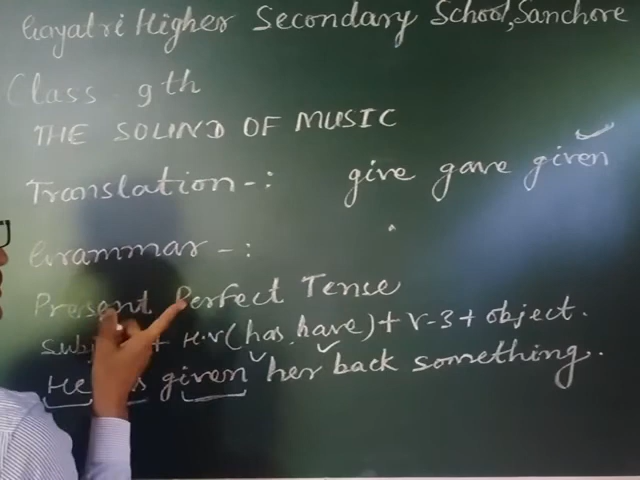 Gayatri Higher Secondary School, Sanchore
Class 9th
THE SOUND OF MUSIC
Translation -: give gave given
Grammar -:
Present Perfect Tense
+ H.V (has, have) + V-3 + object.
He given her back something.